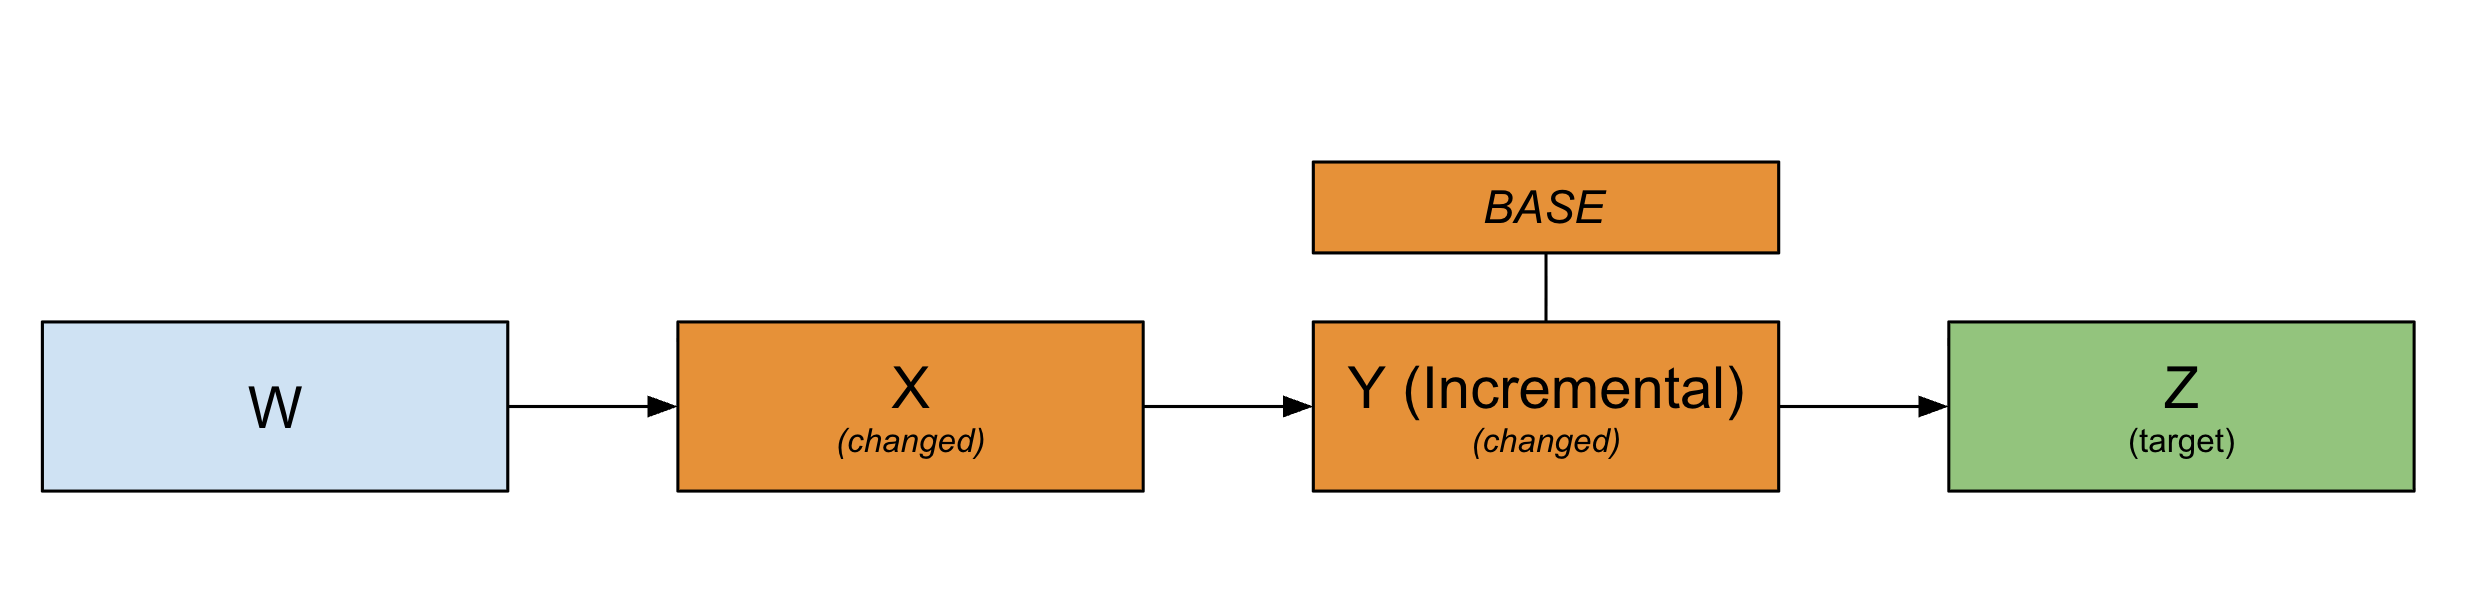 BASE
W
X
(changed)
Y (Incremental)
(changed)
Z
(target)